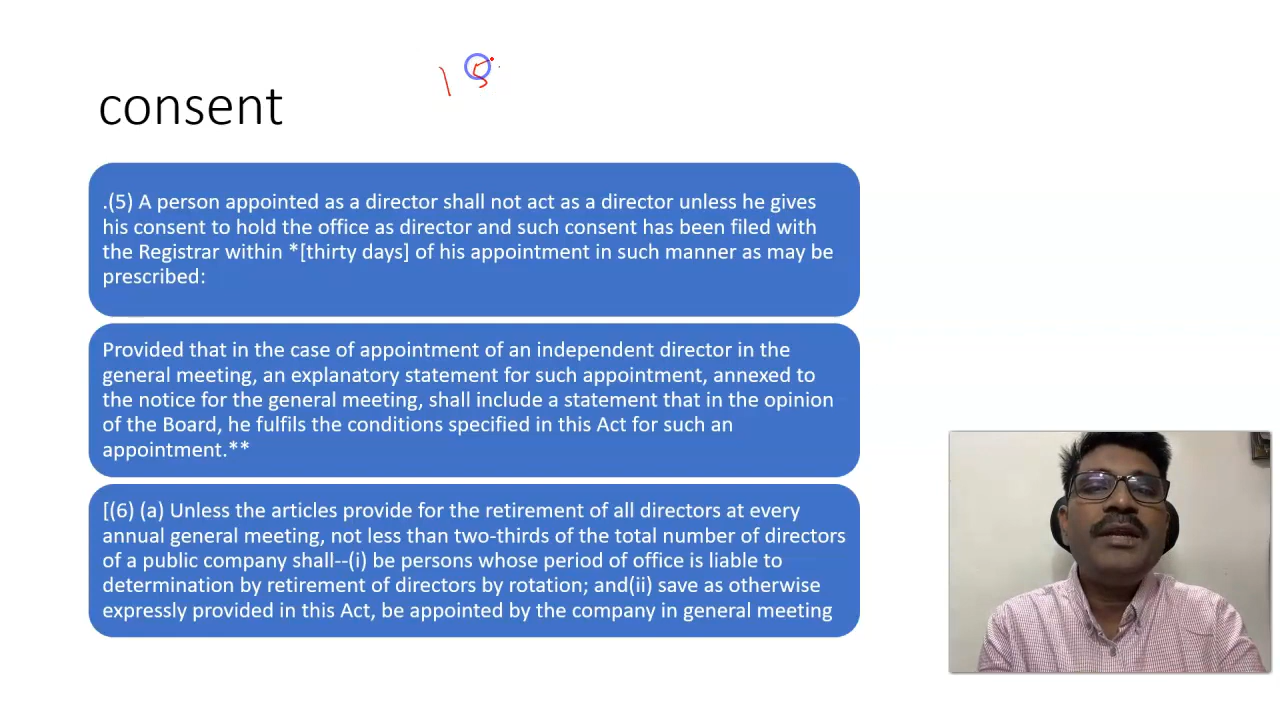 15
consent
.(5) A person appointed as a director shall not act as a director unless he gives
his consent to hold the office as director and such consent has been filed with
the Registrar within *[thirty days] of his appointment in such manner as may be
prescribed:
Provided that in the case of appointment of an independent director in the
general meeting, an explanatory statement for such appointment, annexed to
the notice for the general meeting, shall include a statement that in the opinion
of the Board, he fulfils the conditions specified in this Act for such an
appointment.**
[(6) (a) Unless the articles provide for the retirement of all directors at every
annual general meeting, not less than two-thirds of the total number of directors
of a public company shall--(i) be persons whose period of office is liable to
determination by retirement of directors by rotation; and(ii) save as otherwise
expressly provided in this Act, be appointed by the company in general meeting